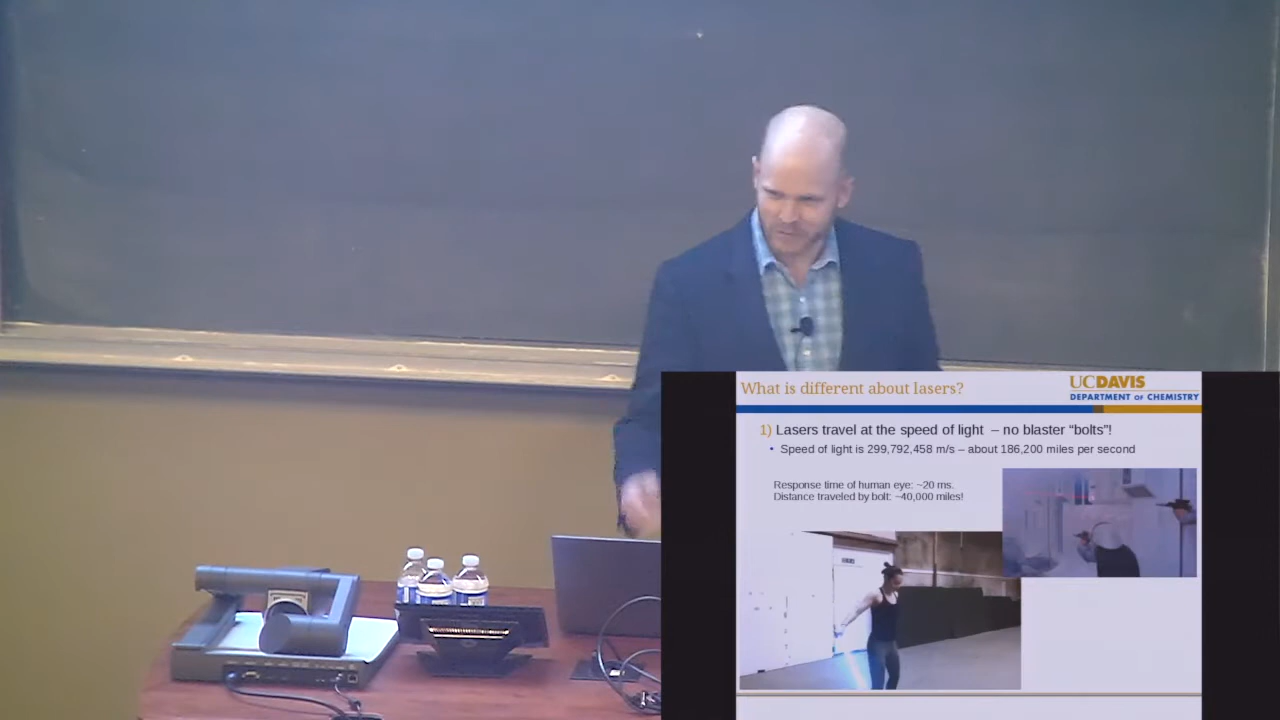 What is different about lasers?
UCDAVIS
DEPARTMENT OF CHEMISTRY
1) Lasers travel at the speed of light – no blaster “bolts”!
• Speed of light is 299,792,458 m/s – about 186,200 miles per second
Response time of human eye: ~20 ms.
Distance traveled by bolt: ~40,000 miles!